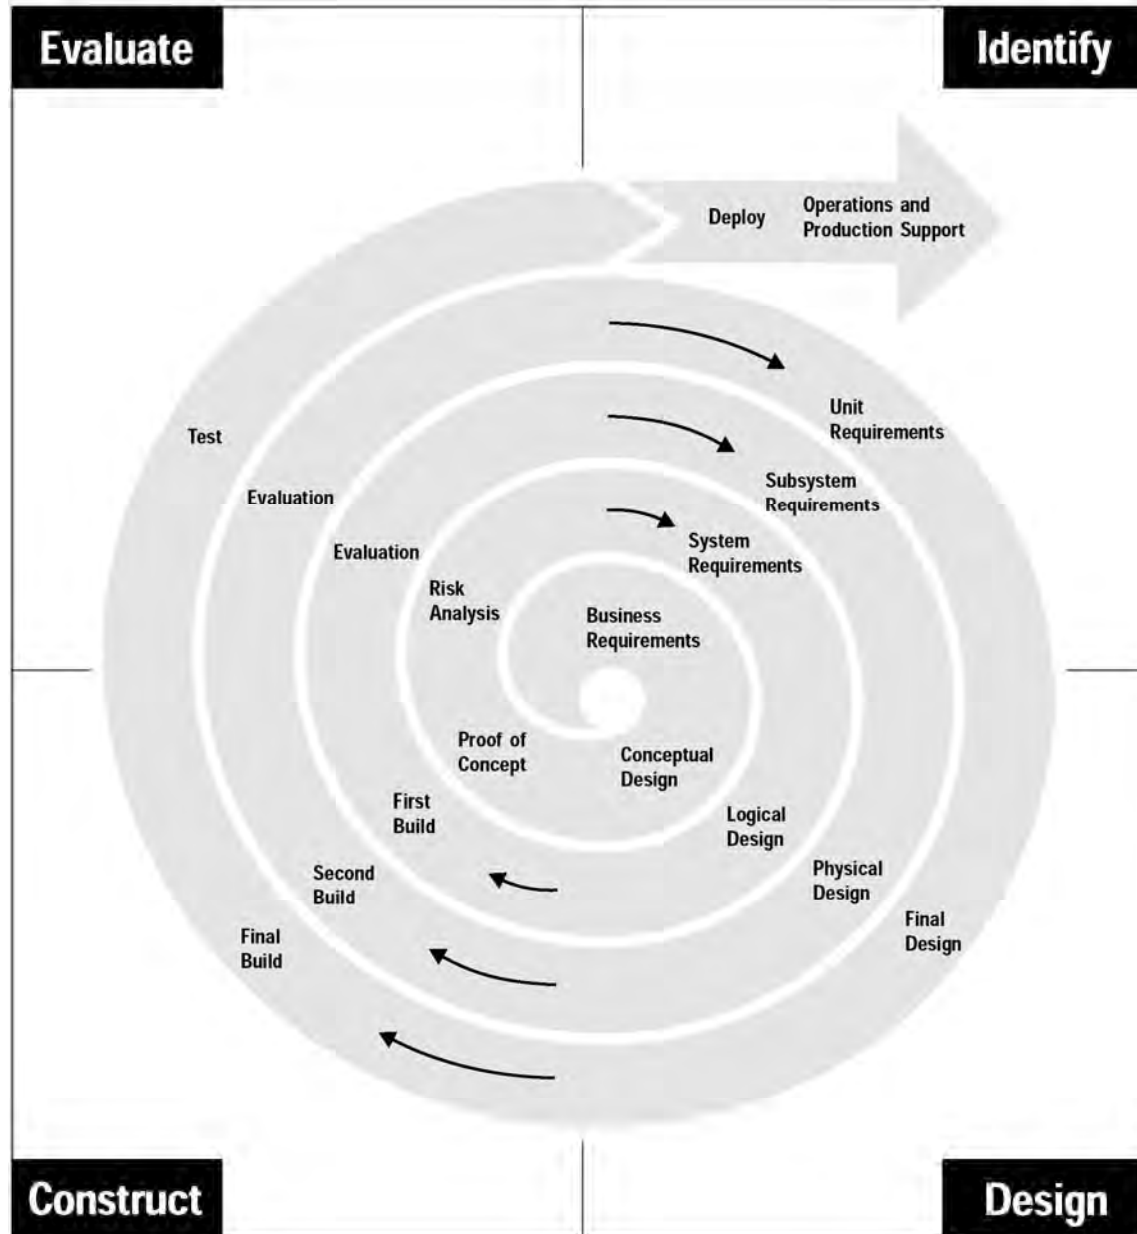 Evaluate
Identify
Deploy
Operations and
Production Support
Unit
Requirements
Test
Subsystem
Requirements
Evaluation
System
Requirements
Evaluation
Risk
Analysis
Business
Requirements
Proof of
Concept
Conceptual
Design
First
Build
Logical
Design
Second
Build
Physical
Design
Final
Build
Final
Design
Construct
Design